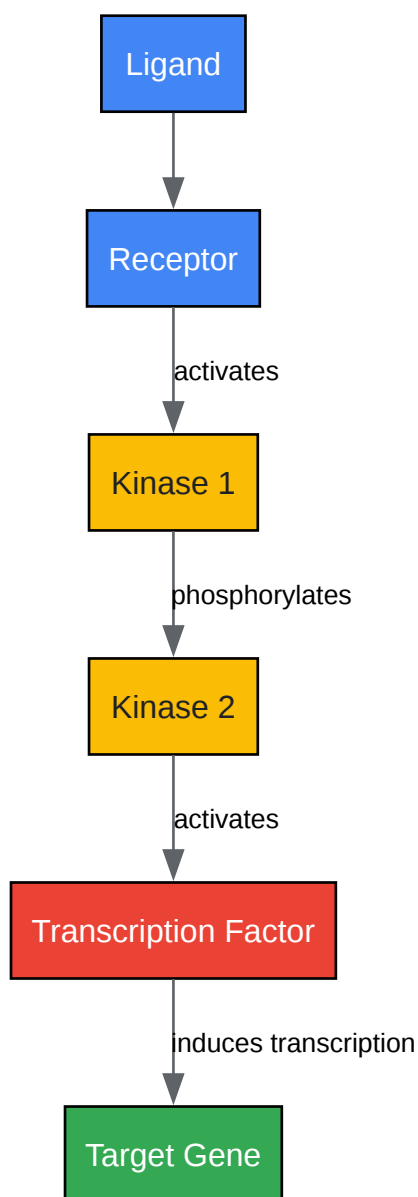 Ligand
Receptor
activates
Kinase 1
phosphorylates
Kinase 2
activates
Transcription Factor
induces transcription
Target Gene